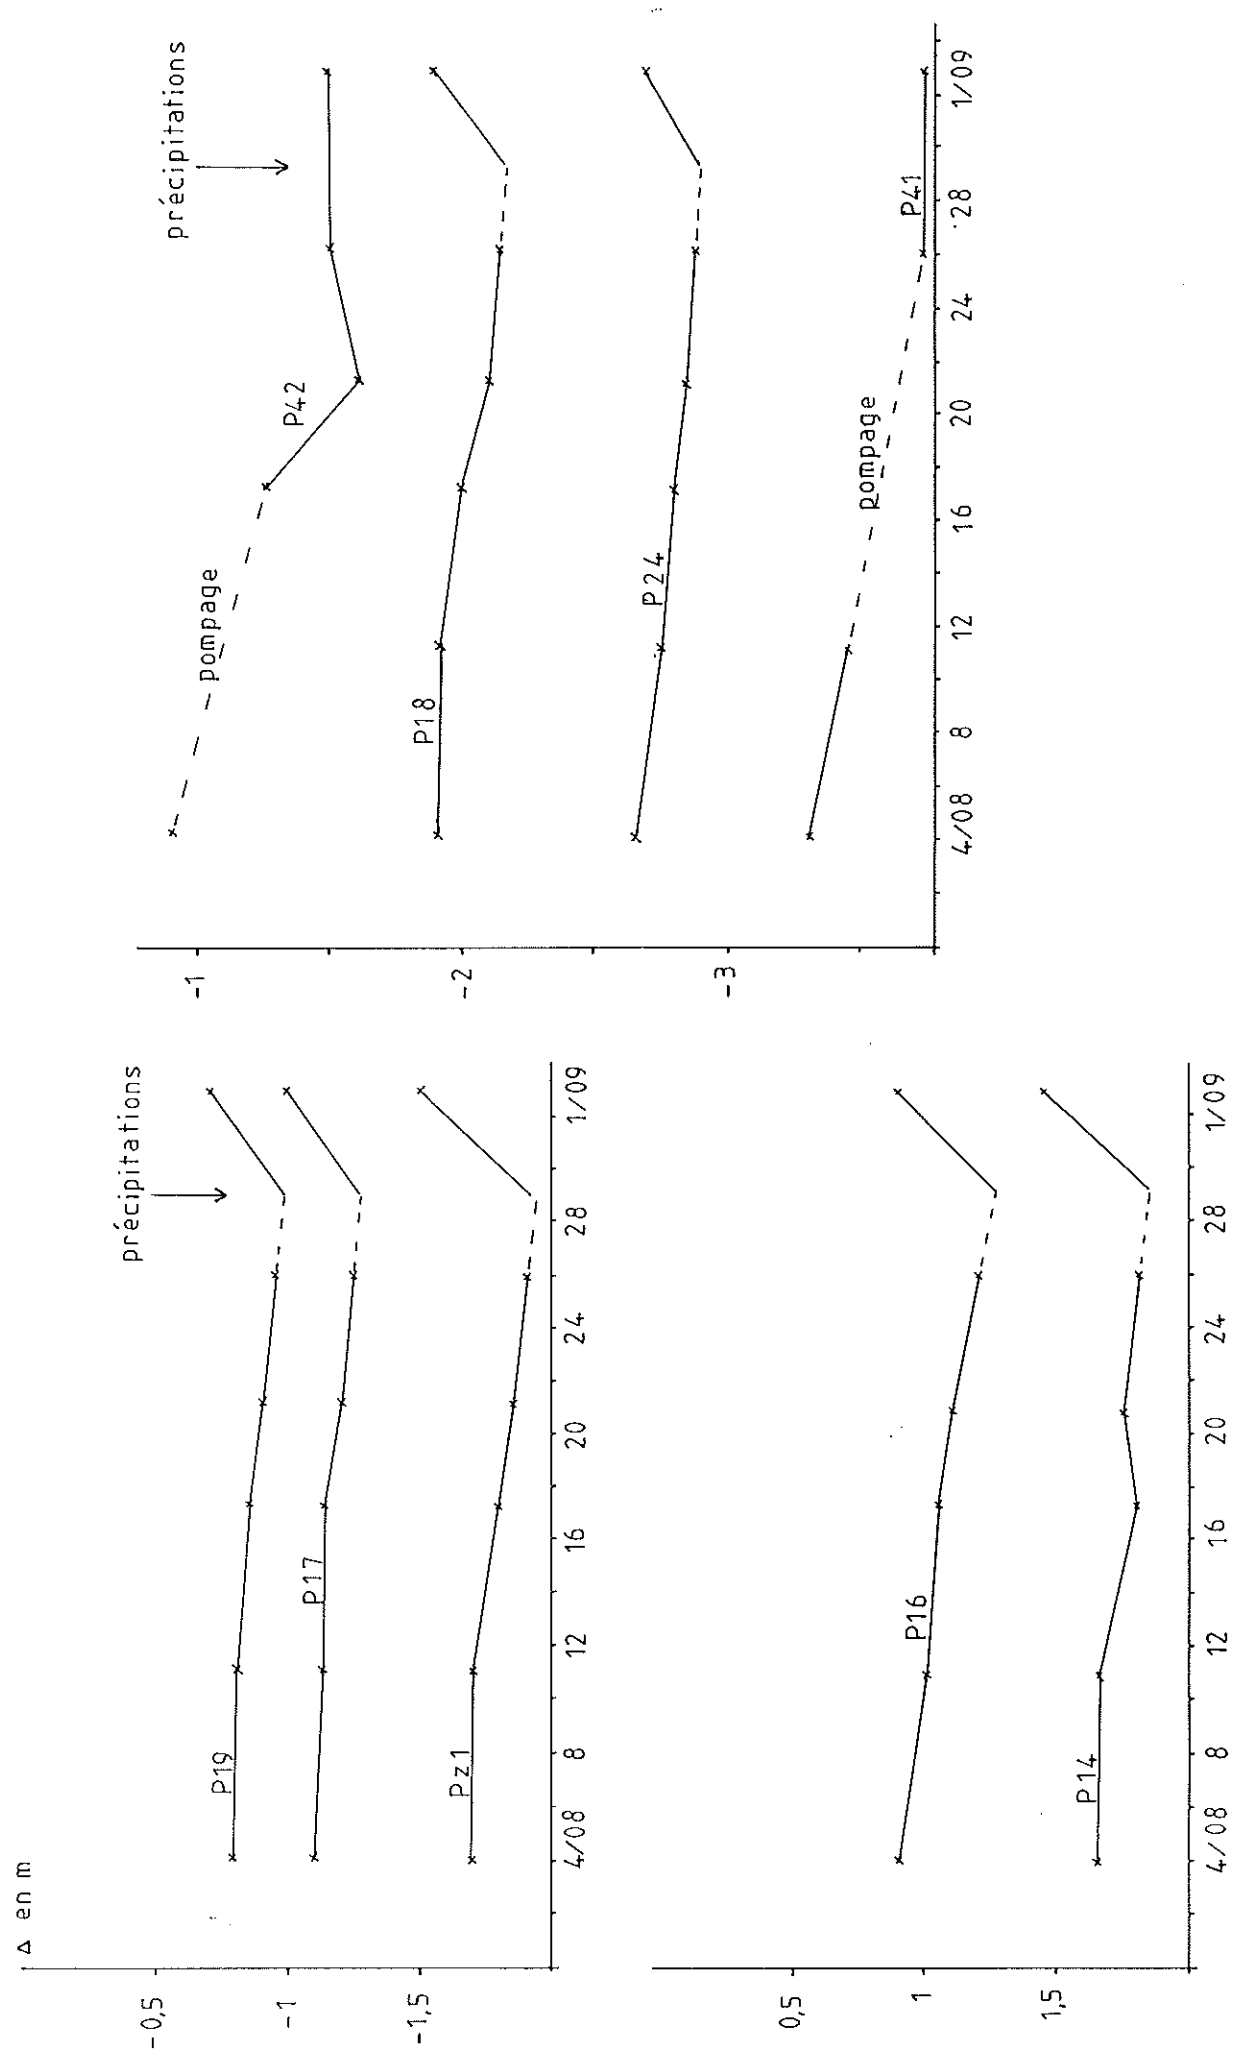 Δ en m
précipitations
-0,5
-1
-1,5
P19
P17
Pz1
4/08 8 12 16 20 24 28 1/09
0,5
1
1,5
P16
P14
4/08 8 12 16 20 24 28 1/09
précipitations
-1
-2
-3
pompage
P42
P18
P24
pompage
P41
4/08 8 12 16 20 24 28 1/09